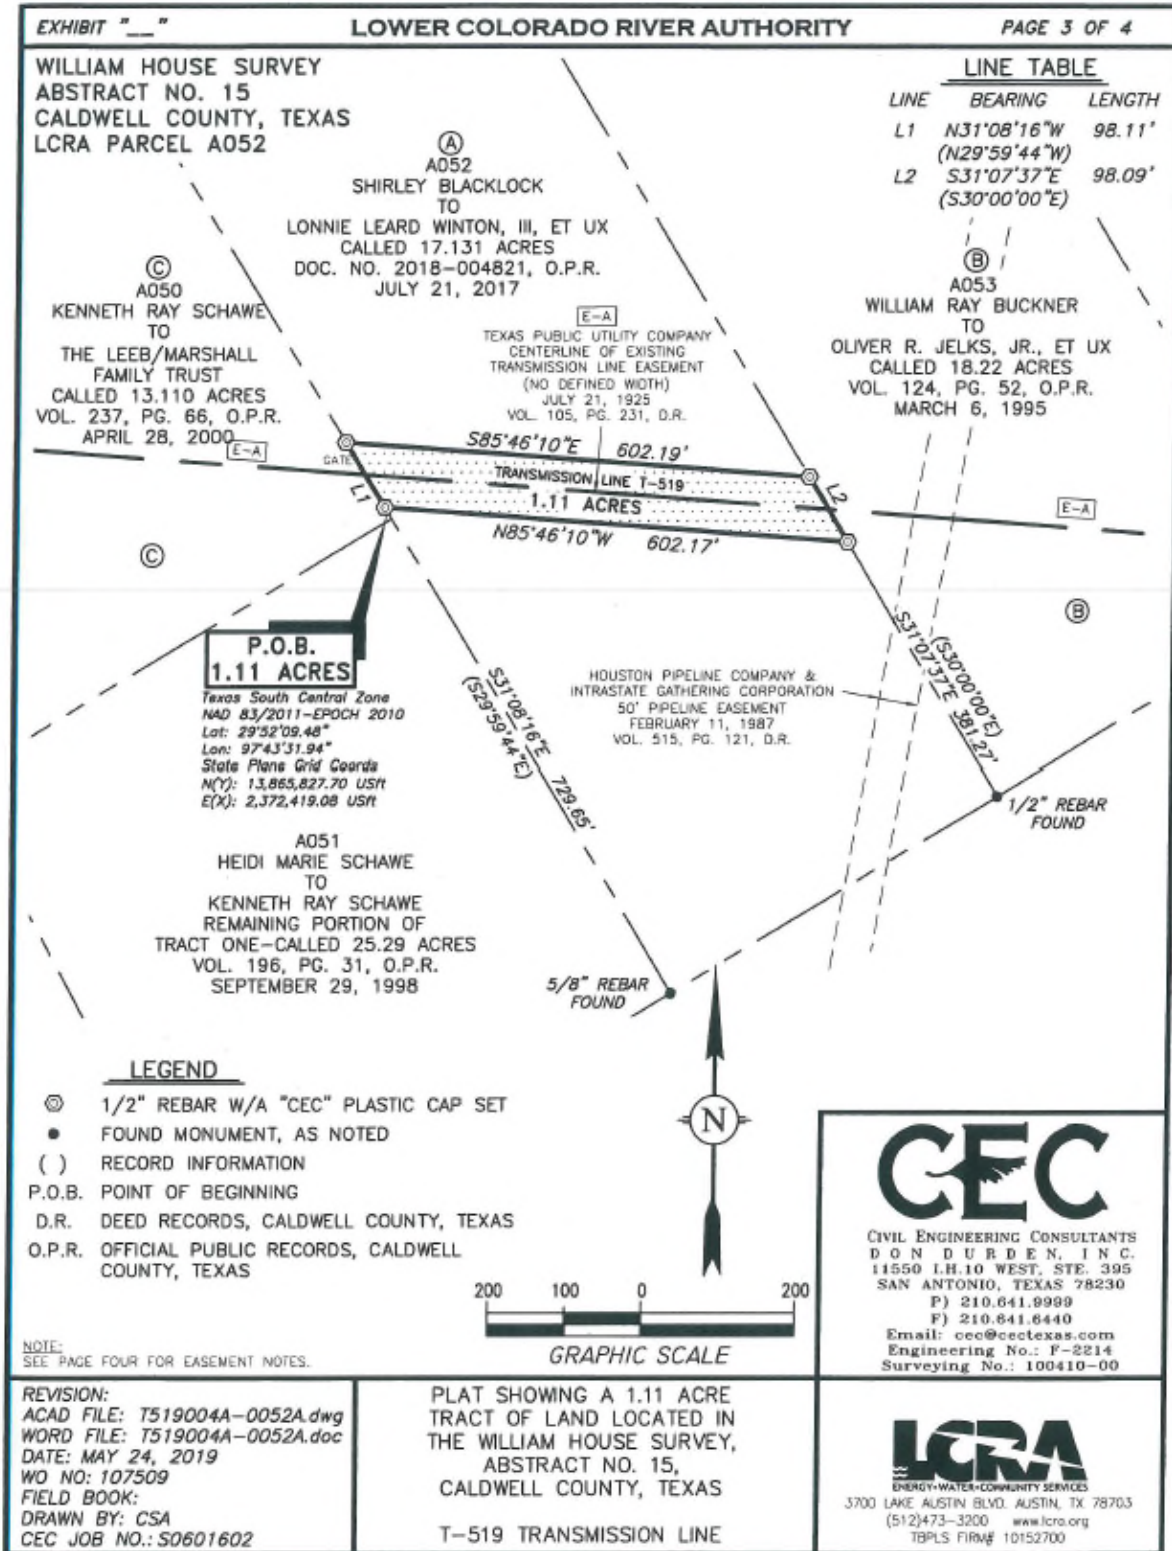 EXHIBIT "__"
LOWER COLORADO RIVER AUTHORITY
PAGE 3 OF 4
WILLIAM HOUSE SURVEY
ABSTRACT NO. 15
CALDWELL COUNTY, TEXAS
LCRA PARCEL A052
LINE TABLE
LINE BEARING LENGTH
L1 N31°08'16"W 98.11'
(N29°59'44"W)
L2 S31°07'37"E 98.09'
(S30°00'00"E)
A
A052
SHIRLEY BLACKLOCK
TO
LONNIE LEARD WINTON, III, ET UX
CALLED 17.131 ACRES
DOC. NO. 2018-004821, O.P.R.
JULY 21, 2017
C
A050
KENNETH RAY SCHAWE
TO
THE LEEB/MARSHALL
FAMILY TRUST
CALLED 13.110 ACRES
VOL. 237, PG. 66, O.P.R.
APRIL 28, 2000
B
A053
WILLIAM RAY BUCKNER
TO
OLIVER R. JELKS, JR., ET UX
CALLED 18.22 ACRES
VOL. 124, PG. 52, O.P.R.
MARCH 6, 1995
E-A
TEXAS PUBLIC UTILITY COMPANY
CENTERLINE OF EXISTING
TRANSMISSION LINE EASEMENT
(NO DEFINED WIDTH)
JULY 21, 1925
VOL. 105, PG. 231, D.R.
E-A
GATE
S85°46'10"E 602.19'
TRANSMISSION LINE T-519
1.11 ACRES
N85°46'10"W 602.17'
L1
L2
E-A
C
B
P.O.B.
1.11 ACRES
Texas South Central Zone
NAD 83/2011-EPOCH 2010
Lat: 29°52'09.48"
Lon: 97°43'31.94"
State Plane Grid Coords
N(Y): 13,865,827.70 USft
E(X): 2,372,419.08 USft
S31°08'16"E 729.65'
(S29°59'44"E)
HOUSTON PIPELINE COMPANY &
INTRASTATE GATHERING CORPORATION
50' PIPELINE EASEMENT
FEBRUARY 11, 1987
VOL. 515, PG. 121, D.R.
(S30°00'00"E)
S31°07'37"E 381.27'
1/2" REBAR
FOUND
A051
HEIDI MARIE SCHAWE
TO
KENNETH RAY SCHAWE
REMAINING PORTION OF
TRACT ONE-CALLED 25.29 ACRES
VOL. 196, PG. 31, O.P.R.
SEPTEMBER 29, 1998
5/8" REBAR
FOUND
LEGEND
1/2" REBAR W/A "CEC" PLASTIC CAP SET
FOUND MONUMENT, AS NOTED
( ) RECORD INFORMATION
P.O.B. POINT OF BEGINNING
D.R. DEED RECORDS, CALDWELL COUNTY, TEXAS
O.P.R. OFFICIAL PUBLIC RECORDS, CALDWELL
COUNTY, TEXAS
N
200 100 0 200
GRAPHIC SCALE
NOTE:
SEE PAGE FOUR FOR EASEMENT NOTES.
CEC
CIVIL ENGINEERING CONSULTANTS
DON DURDEN, INC.
11550 I.H.10 WEST, STE. 395
SAN ANTONIO, TEXAS 78230
P) 210.641.9999
F) 210.641.6440
Email: cec@cectexas.com
Engineering No.: F-2214
Surveying No.: 100410-00
REVISION:
ACAD FILE: T519004A-0052A.dwg
WORD FILE: T519004A-0052A.doc
DATE: MAY 24, 2019
WO NO: 107509
FIELD BOOK:
DRAWN BY: CSA
CEC JOB NO.: S0601602
PLAT SHOWING A 1.11 ACRE
TRACT OF LAND LOCATED IN
THE WILLIAM HOUSE SURVEY,
ABSTRACT NO. 15,
CALDWELL COUNTY, TEXAS
T-519 TRANSMISSION LINE
LCRA
ENERGY•WATER•COMMUNITY SERVICES
3700 LAKE AUSTIN BLVD. AUSTIN, TX 78703
(512)473-3200 www.lcra.org
TBPLS FIRM# 10152700